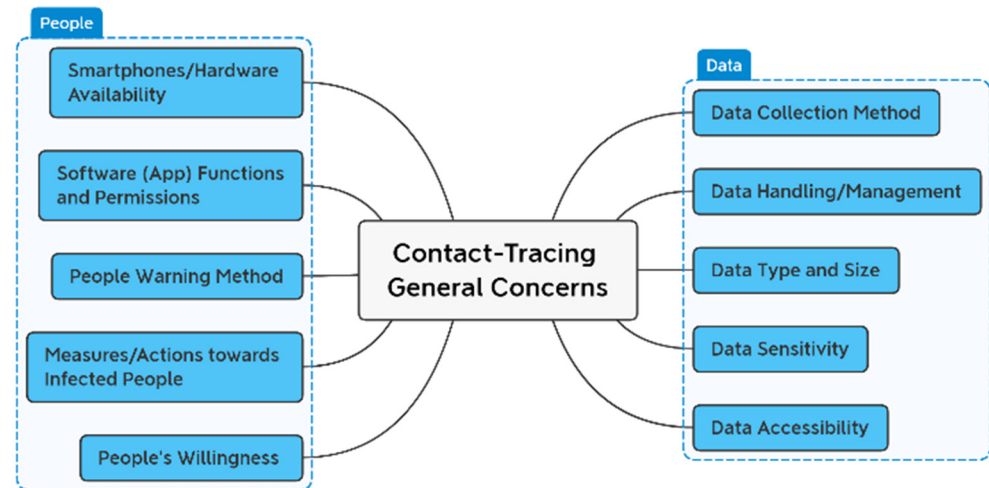 People
Smartphones/Hardware
Availability
Software (App) Functions
and Permissions
People Warning Method
Measures/Actions towards
Infected People
People's Willingness
Contact-Tracing
General Concerns
Data
Data Collection Method
Data Handling/Management
Data Type and Size
Data Sensitivity
Data Accessibility